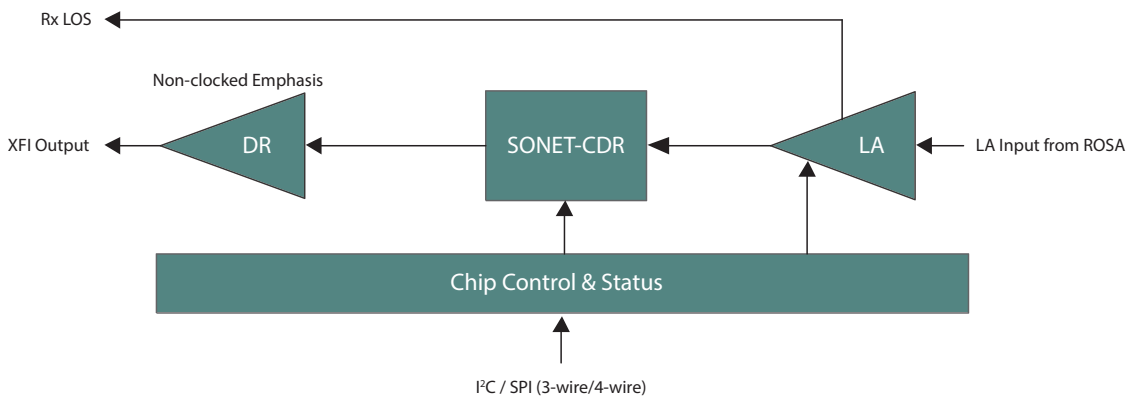 Rx LOS
Non-clocked Emphasis
XFI Output
DR
SONET-CDR
LA
LA Input from ROSA
Chip Control & Status
I²C / SPI (3-wire/4-wire)